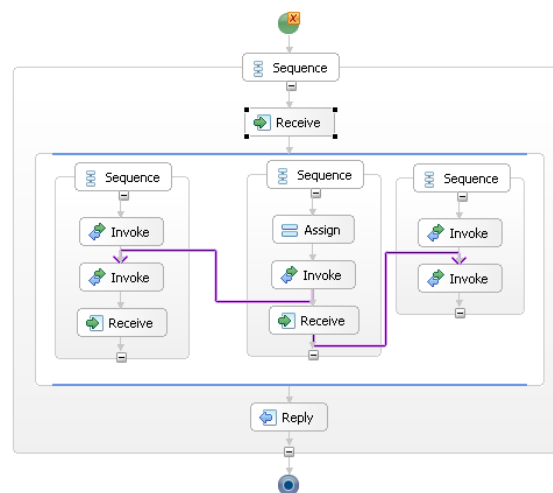 Sequence
Receive
Sequence
Sequence
Sequence
Invoke
Assign
Invoke
Invoke
Invoke
Invoke
Receive
Receive
Reply